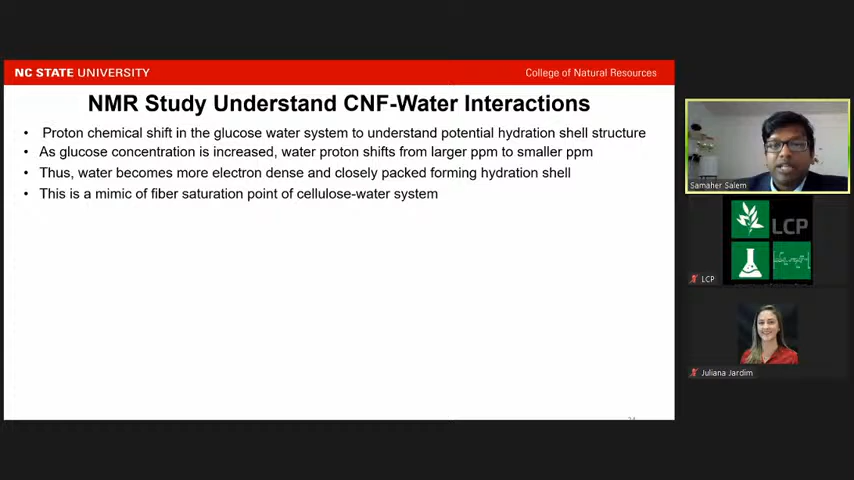 NC STATE UNIVERSITY
College of Natural Resources
NMR Study Understand CNF-Water Interactions
• Proton chemical shift in the glucose water system to understand potential hydration shell structure
• As glucose concentration is increased, water proton shifts from larger ppm to smaller ppm
• Thus, water becomes more electron dense and closely packed forming hydration shell
• This is a mimic of fiber saturation point of cellulose-water system
Samaher Salem
LCP
LCP
Juliana Jardim